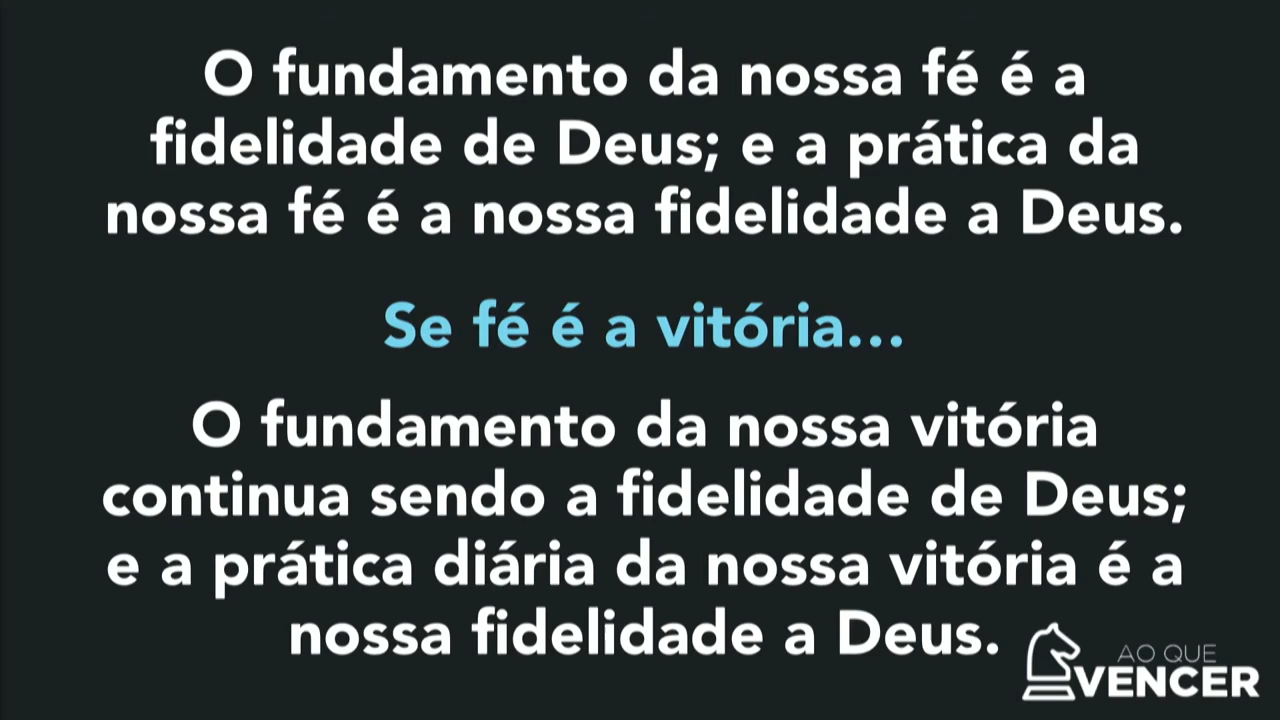 O fundamento da nossa fé é a
fidelidade de Deus; e a prática da
nossa fé é a nossa fidelidade a Deus.
Se fé é a vitória...
O fundamento da nossa vitória
continua sendo a fidelidade de Deus;
e a prática diária da nossa vitória é a
nossa fidelidade a Deus.
AO QUE
VENCER